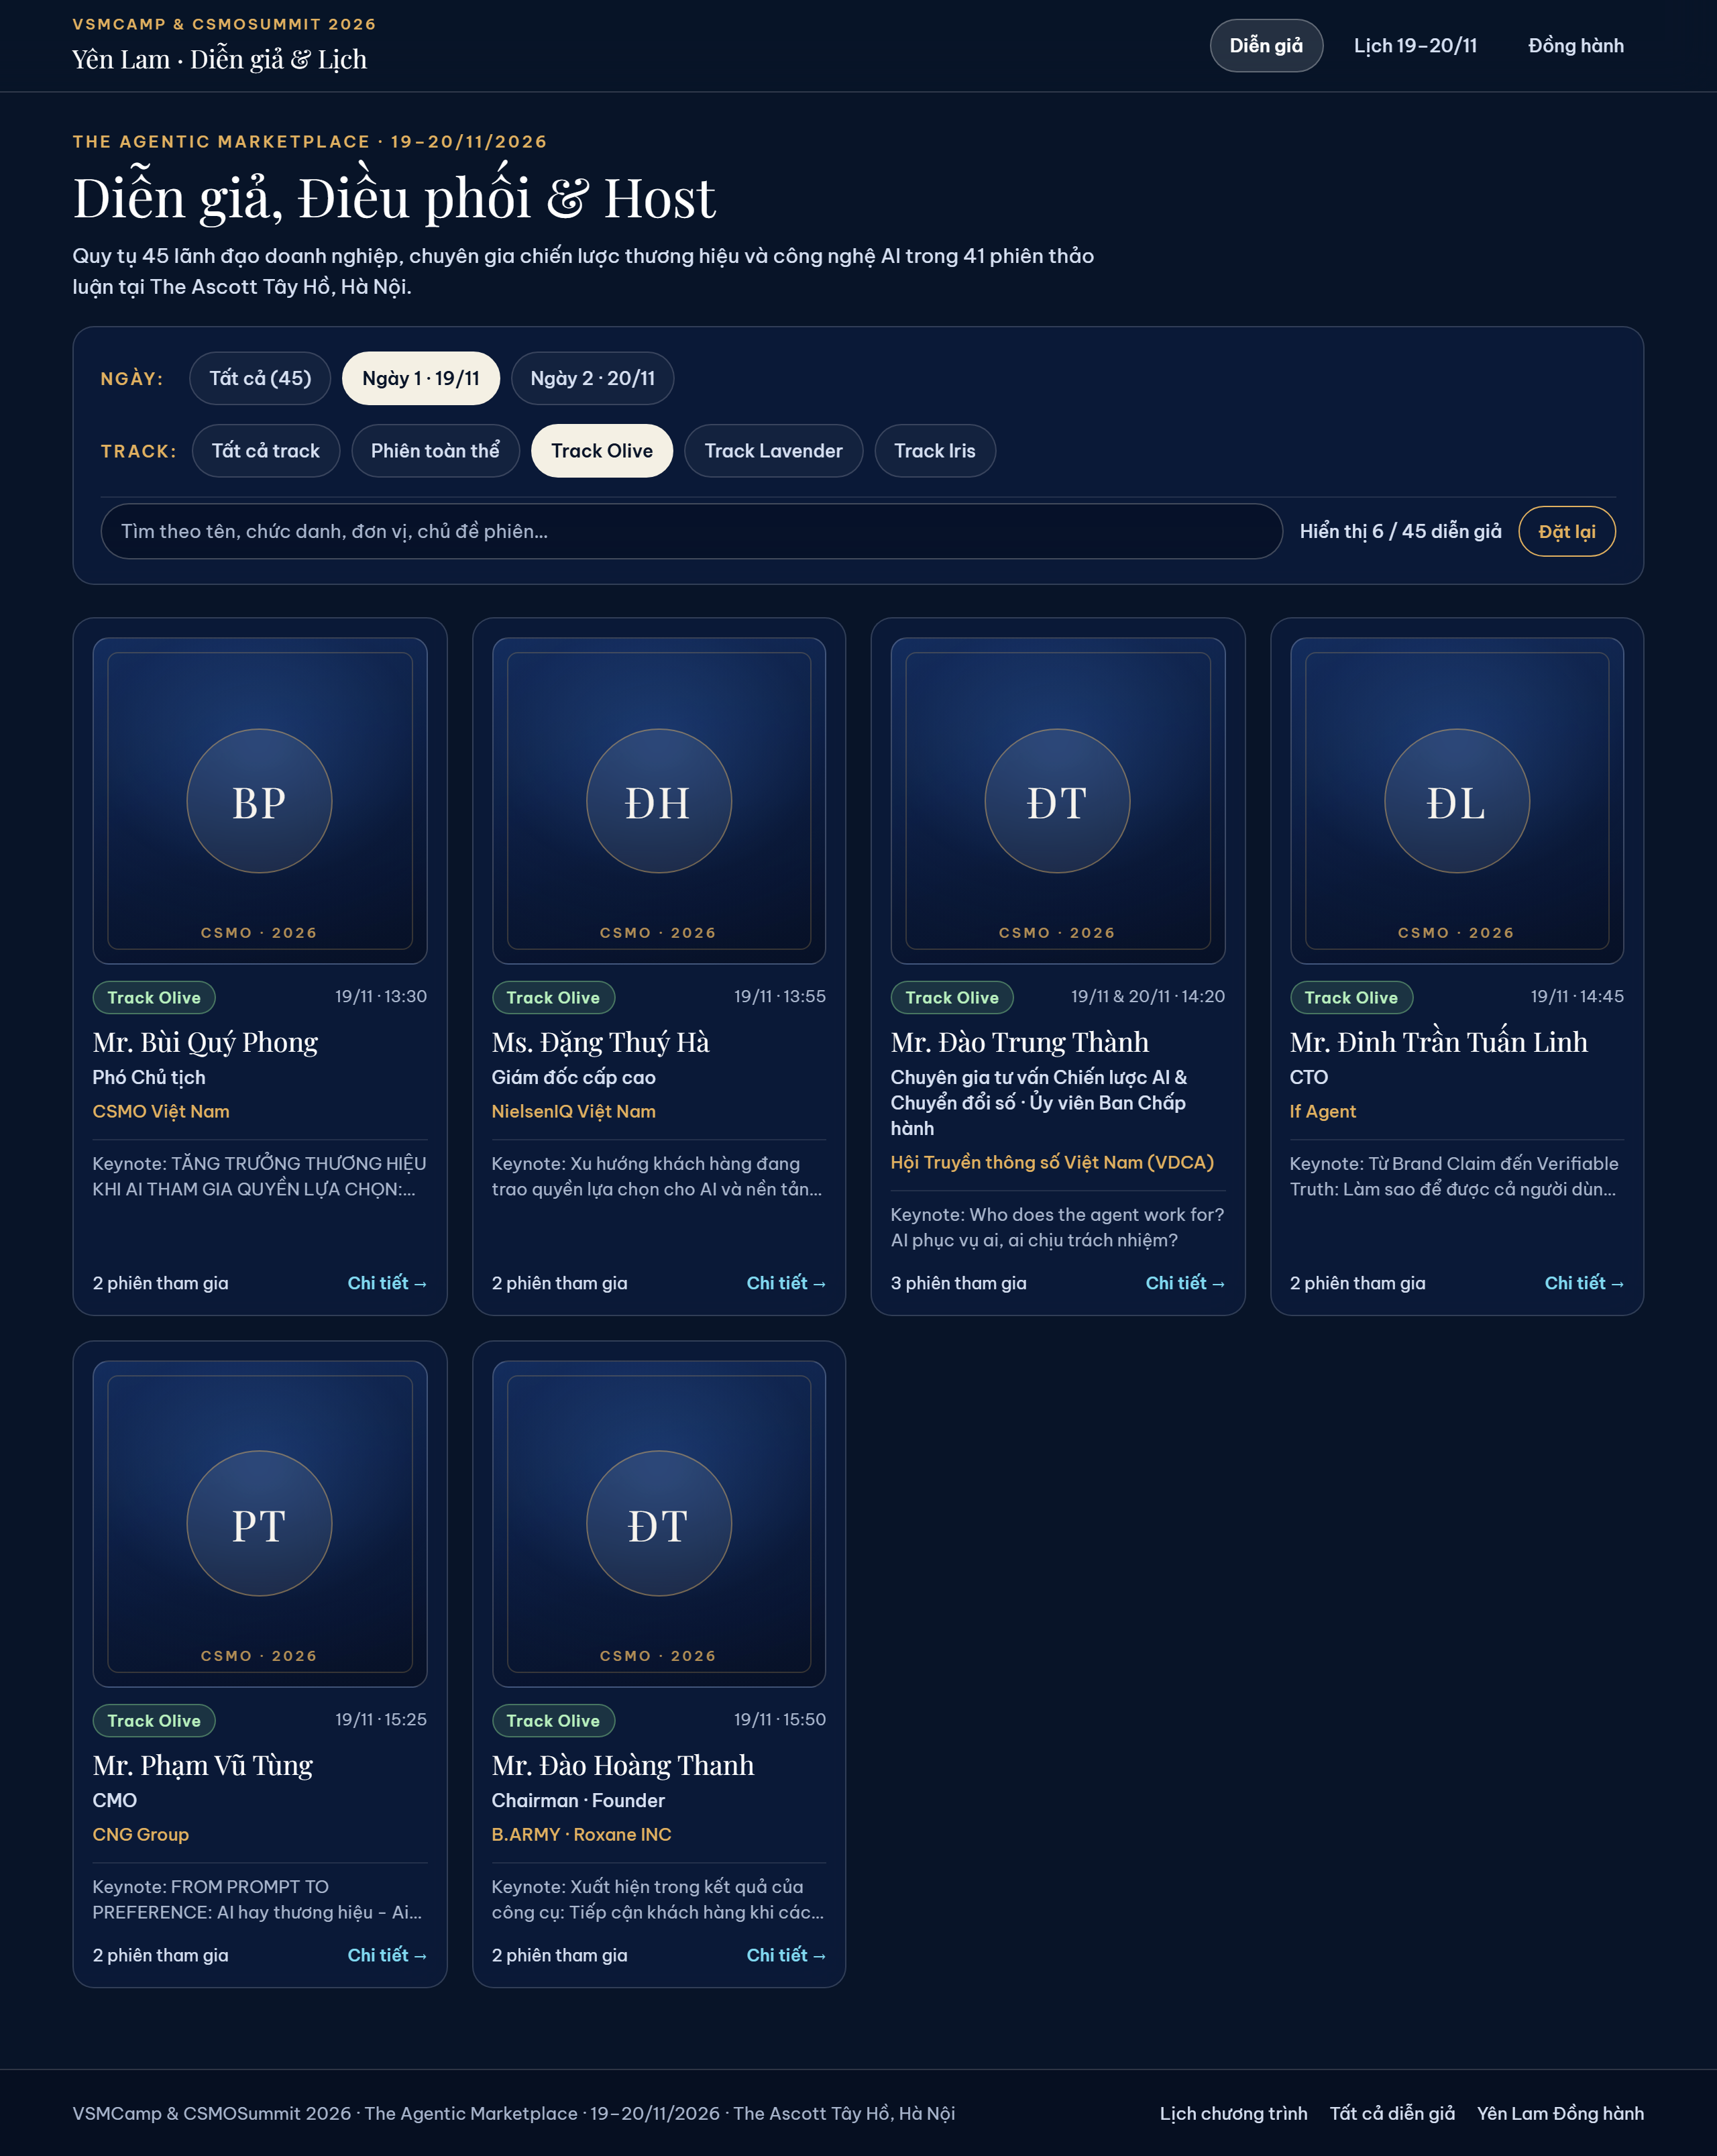 VSMCAMP & CSMOSUMMIT 2026
Yên Lam · Diễn giả & Lịch
Diễn giả
Lịch 19–20/11
Đồng hành
THE AGENTIC MARKETPLACE · 19–20/11/2026
Diễn giả, Điều phối & Host
Quy tụ 45 lãnh đạo doanh nghiệp, chuyên gia chiến lược thương hiệu và công nghệ AI trong 41 phiên thảo
luận tại The Ascott Tây Hồ, Hà Nội.
NGÀY:
Tất cả (45)
Ngày 1 · 19/11
Ngày 2 · 20/11
TRACK:
Tất cả track
Phiên toàn thể
Track Olive
Track Lavender
Track Iris
Tìm theo tên, chức danh, đơn vị, chủ đề phiên...
Hiển thị 6 / 45 diễn giả
Đặt lại
BP
CSMO · 2026
Track Olive
19/11 · 13:30
Mr. Bùi Quý Phong
Phó Chủ tịch
CSMO Việt Nam
Keynote: TĂNG TRƯỞNG THƯƠNG HIỆU
KHI AI THAM GIA QUYỀN LỰA CHỌN:...
2 phiên tham gia
Chi tiết →
ĐH
CSMO · 2026
Track Olive
19/11 · 13:55
Ms. Đặng Thuý Hà
Giám đốc cấp cao
NielsenIQ Việt Nam
Keynote: Xu hướng khách hàng đang
trao quyền lựa chọn cho AI và nền tản...
2 phiên tham gia
Chi tiết →
ĐT
CSMO · 2026
Track Olive
19/11 & 20/11 · 14:20
Mr. Đào Trung Thành
Chuyên gia tư vấn Chiến lược AI &
Chuyển đổi số · Ủy viên Ban Chấp
hành
Hội Truyền thông số Việt Nam (VDCA)
Keynote: Who does the agent work for?
AI phục vụ ai, ai chịu trách nhiệm?
3 phiên tham gia
Chi tiết →
ĐL
CSMO · 2026
Track Olive
19/11 · 14:45
Mr. Đinh Trần Tuấn Linh
CTO
If Agent
Keynote: Từ Brand Claim đến Verifiable
Truth: Làm sao để được cả người dùn...
2 phiên tham gia
Chi tiết →
PT
CSMO · 2026
Track Olive
19/11 · 15:25
Mr. Phạm Vũ Tùng
CMO
CNG Group
Keynote: FROM PROMPT TO
PREFERENCE: AI hay thương hiệu - Ai...
2 phiên tham gia
Chi tiết →
ĐT
CSMO · 2026
Track Olive
19/11 · 15:50
Mr. Đào Hoàng Thanh
Chairman · Founder
B.ARMY · Roxane INC
Keynote: Xuất hiện trong kết quả của
công cụ: Tiếp cận khách hàng khi các...
2 phiên tham gia
Chi tiết →
VSMCamp & CSMOSummit 2026 · The Agentic Marketplace · 19–20/11/2026 · The Ascott Tây Hồ, Hà Nội
Lịch chương trình
Tất cả diễn giả
Yên Lam Đồng hành